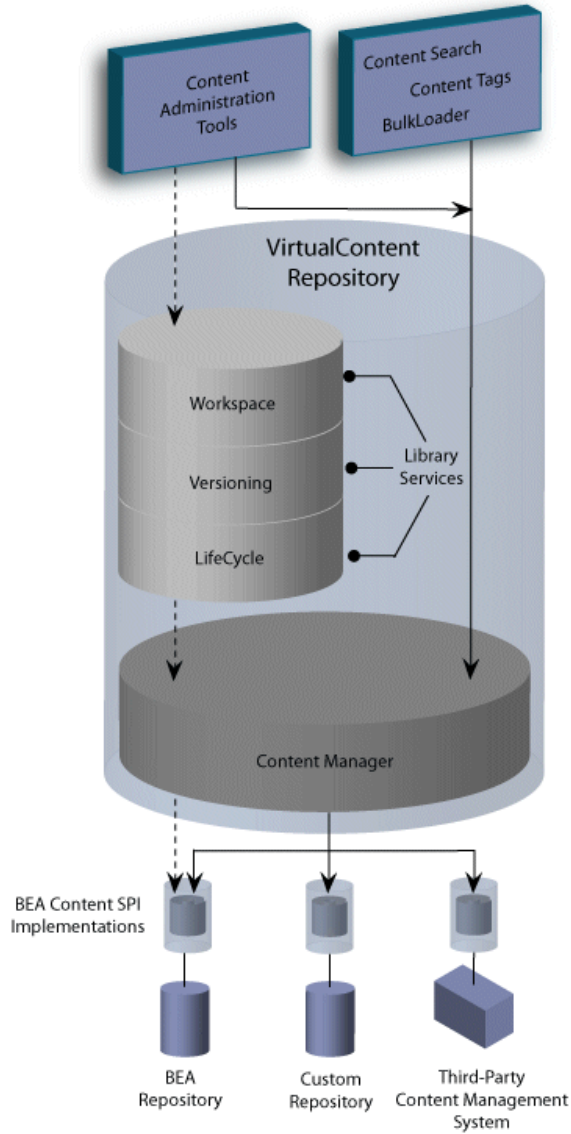 Content
Administration
Tools
Content Search
Content Tags
BulkLoader
VirtualContent
Repository
Workspace
Versioning
LifeCycle
Library
Services
Content Manager
BEA Content SPI
Implementations
BEA
Repository
Custom
Repository
Third-Party
Content Management
System